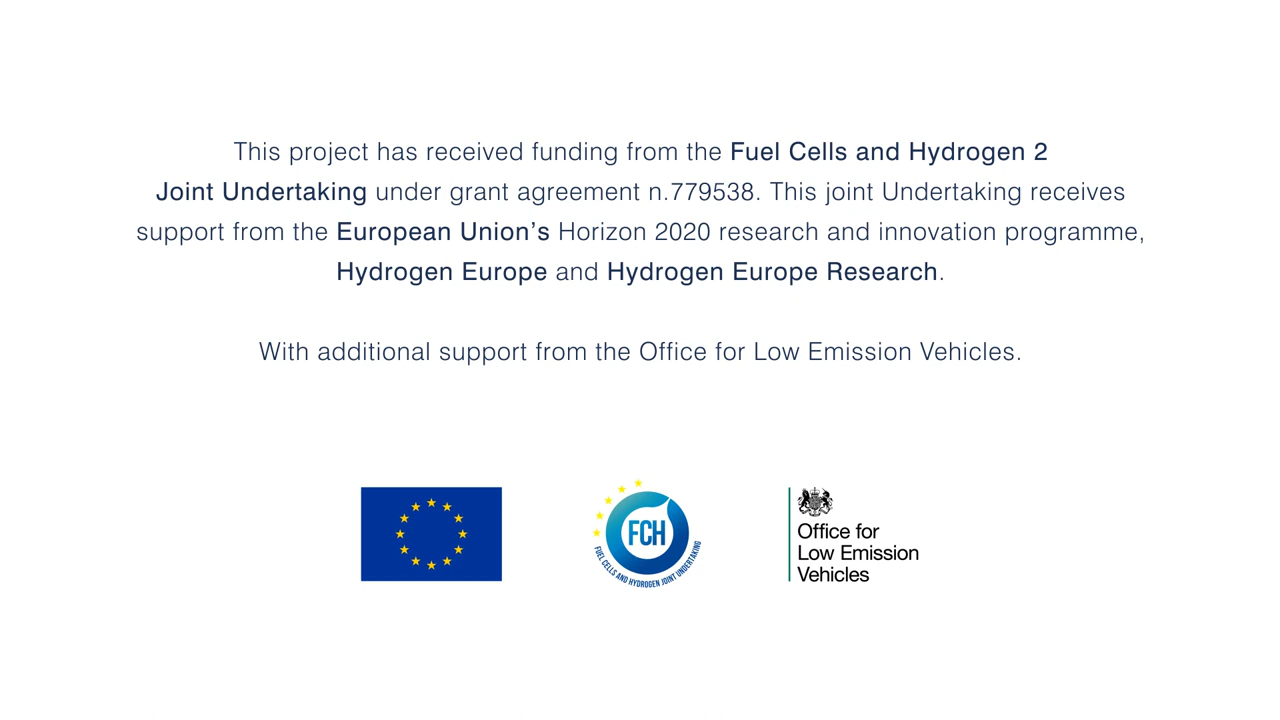 This project has received funding from the Fuel Cells and Hydrogen 2
Joint Undertaking under grant agreement n.779538. This joint Undertaking receives
support from the European Union’s Horizon 2020 research and innovation programme,
Hydrogen Europe and Hydrogen Europe Research.
With additional support from the Office for Low Emission Vehicles.
FCH
FUEL CELLS AND HYDROGEN JOINT UNDERTAKING
Office for
Low Emission
Vehicles